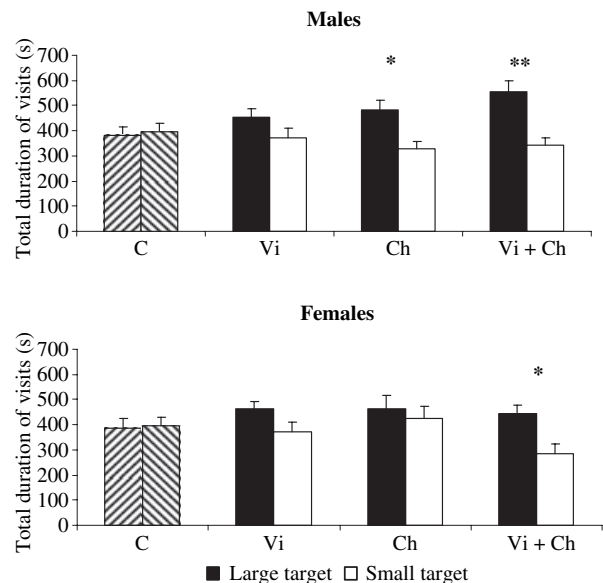 Males
Total duration of visits (s)
700
600
500
400
300
200
100
0
*
**
C Vi Ch Vi + Ch
Females
Total duration of visits (s)
700
600
500
400
300
200
100
0
*
C Vi Ch Vi + Ch
Large target Small target